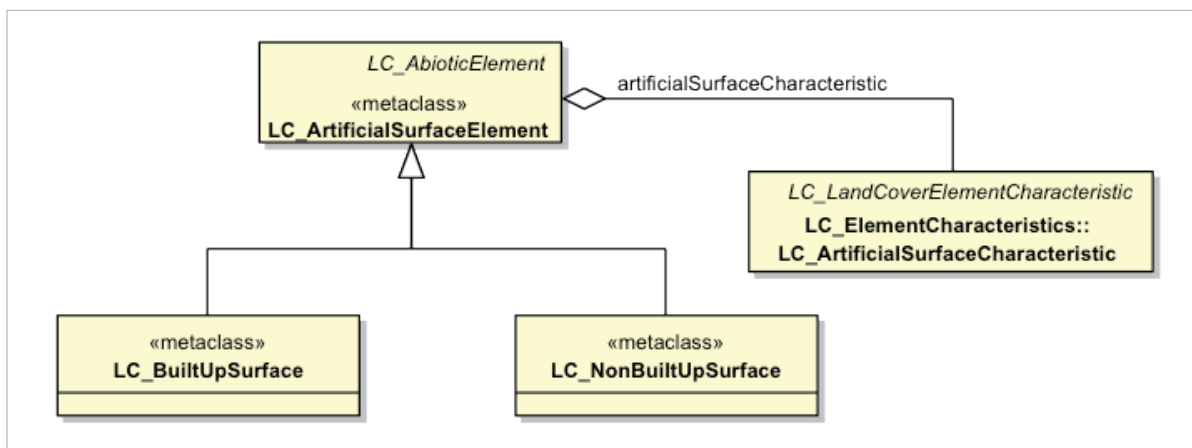 LC_AbioticElement
«metaclass»
LC_ArtificialSurfaceElement
artificialSurfaceCharacteristic
LC_LandCoverElementCharacteristic
LC_ElementCharacteristics::
LC_ArtificialSurfaceCharacteristic
«metaclass»
LC_BuiltUpSurface
«metaclass»
LC_NonBuiltUpSurface